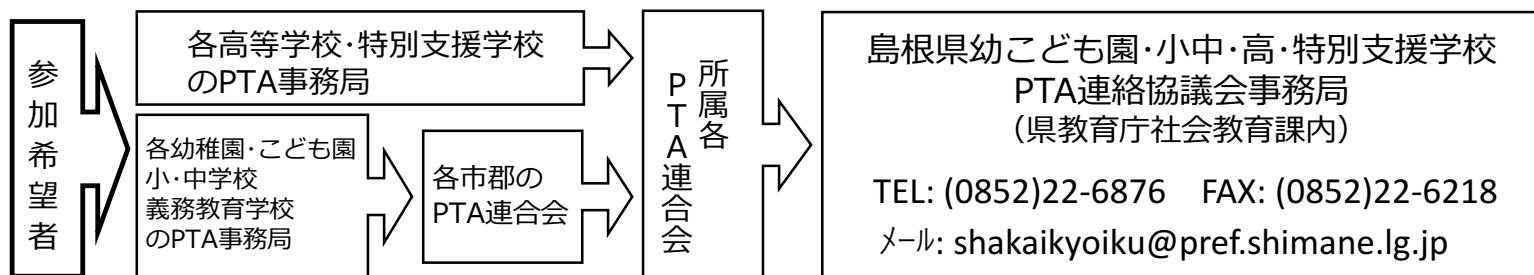 参加希望者
各高等学校・特別支援学校
のPTA事務局
各幼稚園・こども園
小・中学校
義務教育学校
のPTA事務局
各市郡の
PTA連合会
所属各
PTA連合会
島根県幼こども園・小中・高・特別支援学校
PTA連絡協議会事務局
（県教育庁社会教育課内）
TEL: (0852)22-6876 FAX: (0852)22-6218
ﾒｰﾙ: shakaikyoiku@pref.shimane.lg.jp